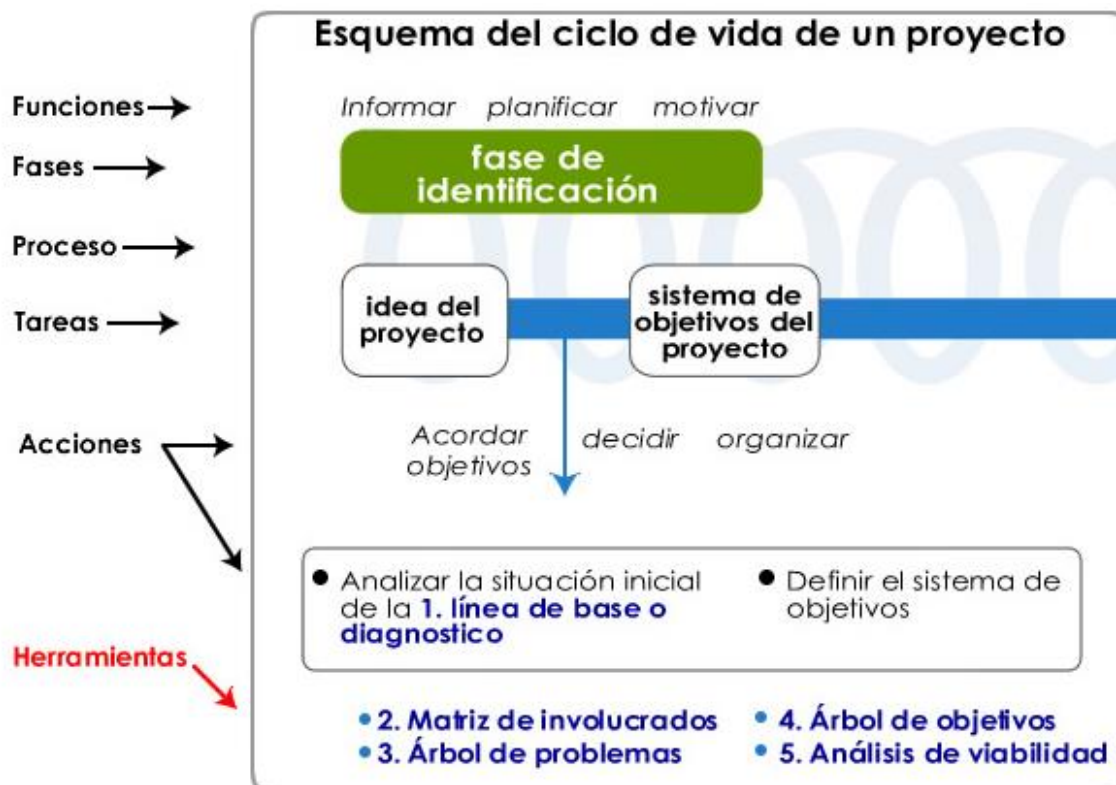 Esquema del ciclo de vida de un proyecto
Funciones
Informar planificar motivar
Fases
fase de
identificación
Proceso
Tareas
idea del
proyecto
sistema de
objetivos del
proyecto
Acciones
Acordar
objetivos
decidir organizar
● Analizar la situación inicial
de la 1. línea de base o
diagnostico
● Definir el sistema de
objetivos
Herramientas
• 2. Matriz de involucrados
• 3. Árbol de problemas
• 4. Árbol de objetivos
• 5. Análisis de viabilidad